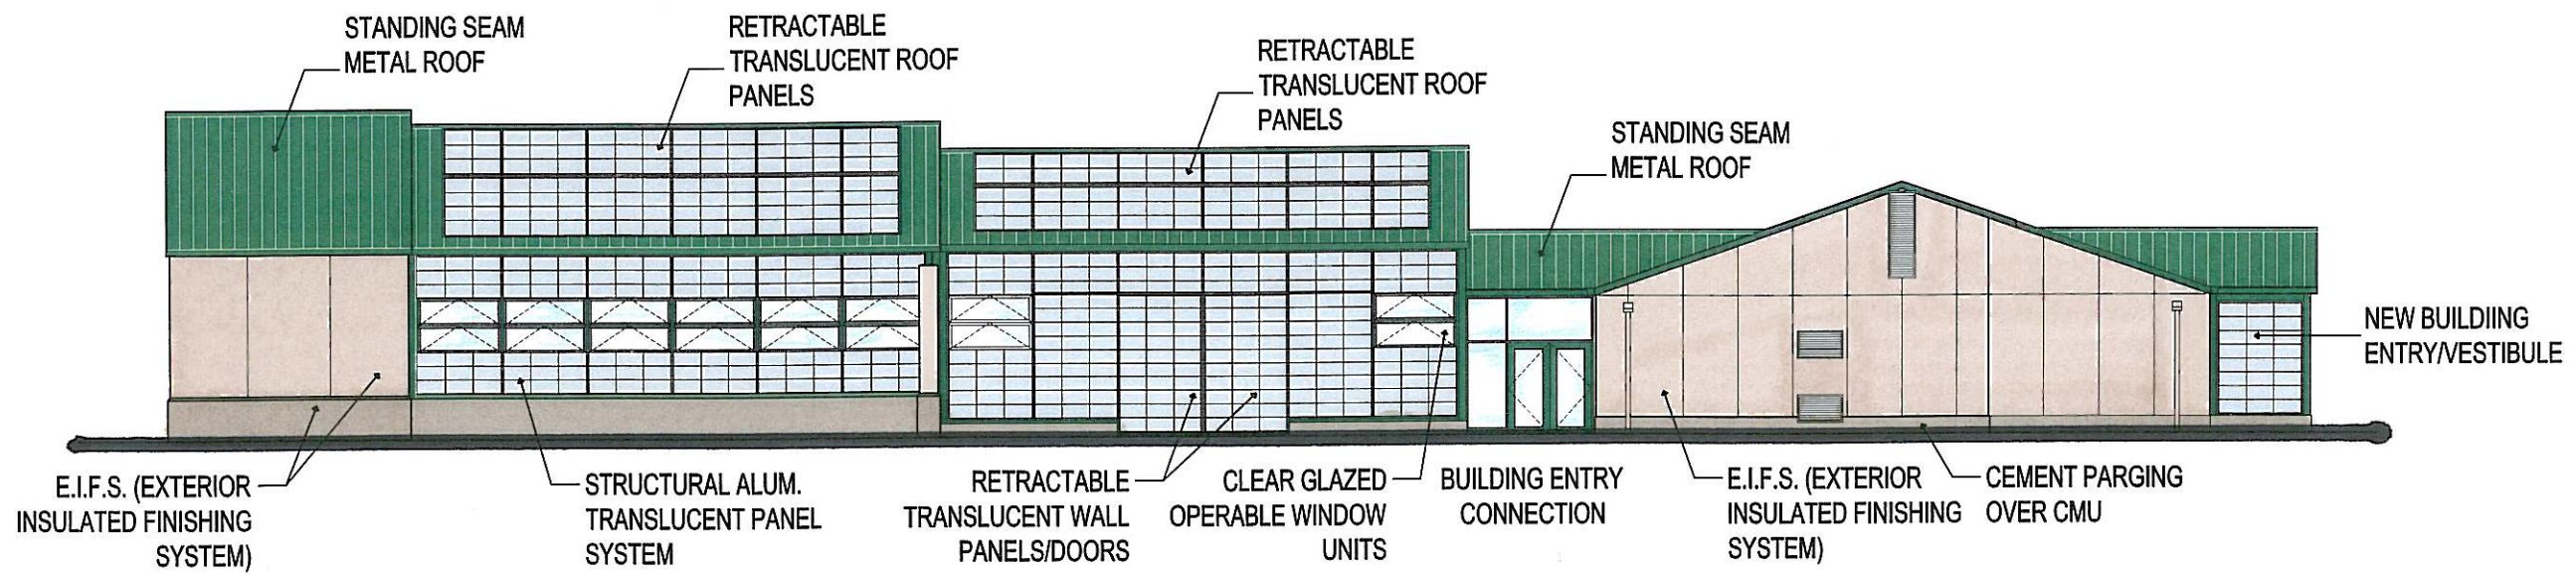 STANDING SEAM
METAL ROOF
RETRACTABLE
TRANSLUCENT ROOF
PANELS
RETRACTABLE
TRANSLUCENT ROOF
PANELS
STANDING SEAM
METAL ROOF
NEW BUILDIING
ENTRY/VESTIBULE
E.I.F.S. (EXTERIOR
INSULATED FINISHING
SYSTEM)
STRUCTURAL ALUM.
TRANSLUCENT PANEL
SYSTEM
RETRACTABLE
TRANSLUCENT WALL
PANELS/DOORS
CLEAR GLAZED
OPERABLE WINDOW
UNITS
BUILDING ENTRY
CONNECTION
E.I.F.S. (EXTERIOR
INSULATED FINISHING
SYSTEM)
CEMENT PARGING
OVER CMU